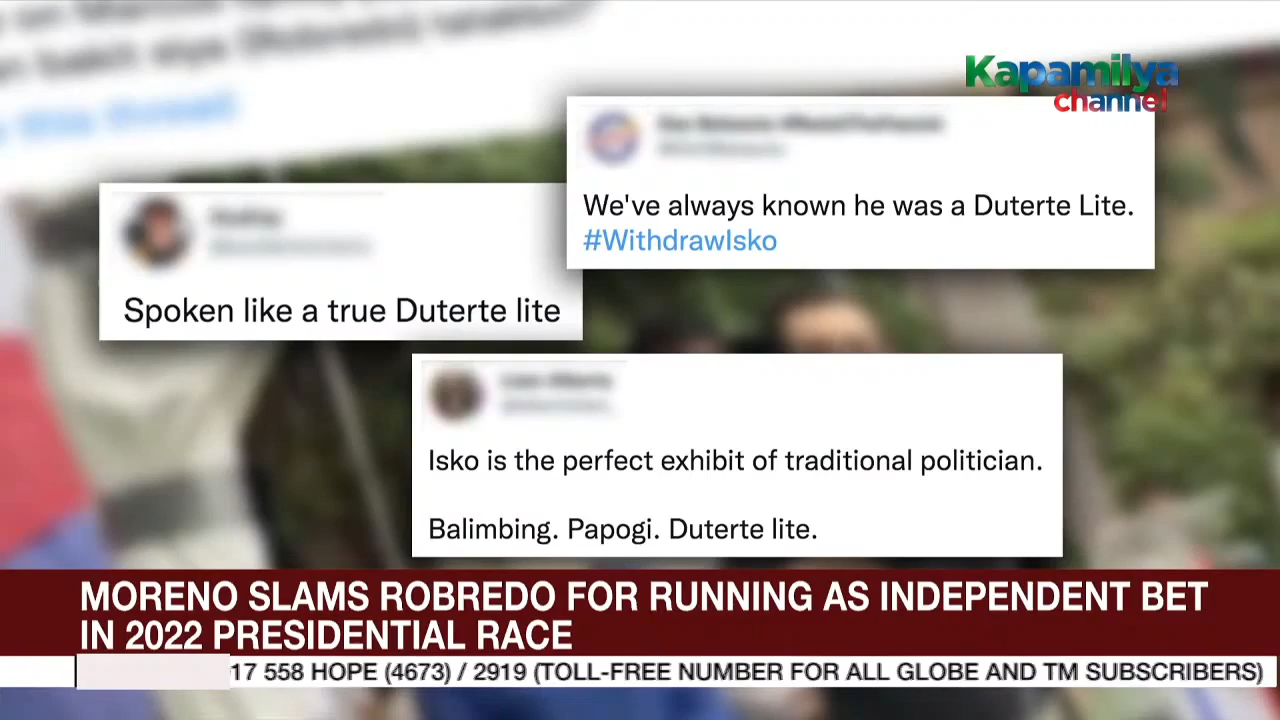 Kapamilya
channel
We've always known he was a Duterte Lite.
#WithdrawIsko
Spoken like a true Duterte lite
Isko is the perfect exhibit of traditional politician.
Balimbing. Papogi. Duterte lite.
MORENO SLAMS ROBREDO FOR RUNNING AS INDEPENDENT BET
IN 2022 PRESIDENTIAL RACE
17 558 HOPE (4673) / 2919 (TOLL-FREE NUMBER FOR ALL GLOBE AND TM SUBSCRIBERS)